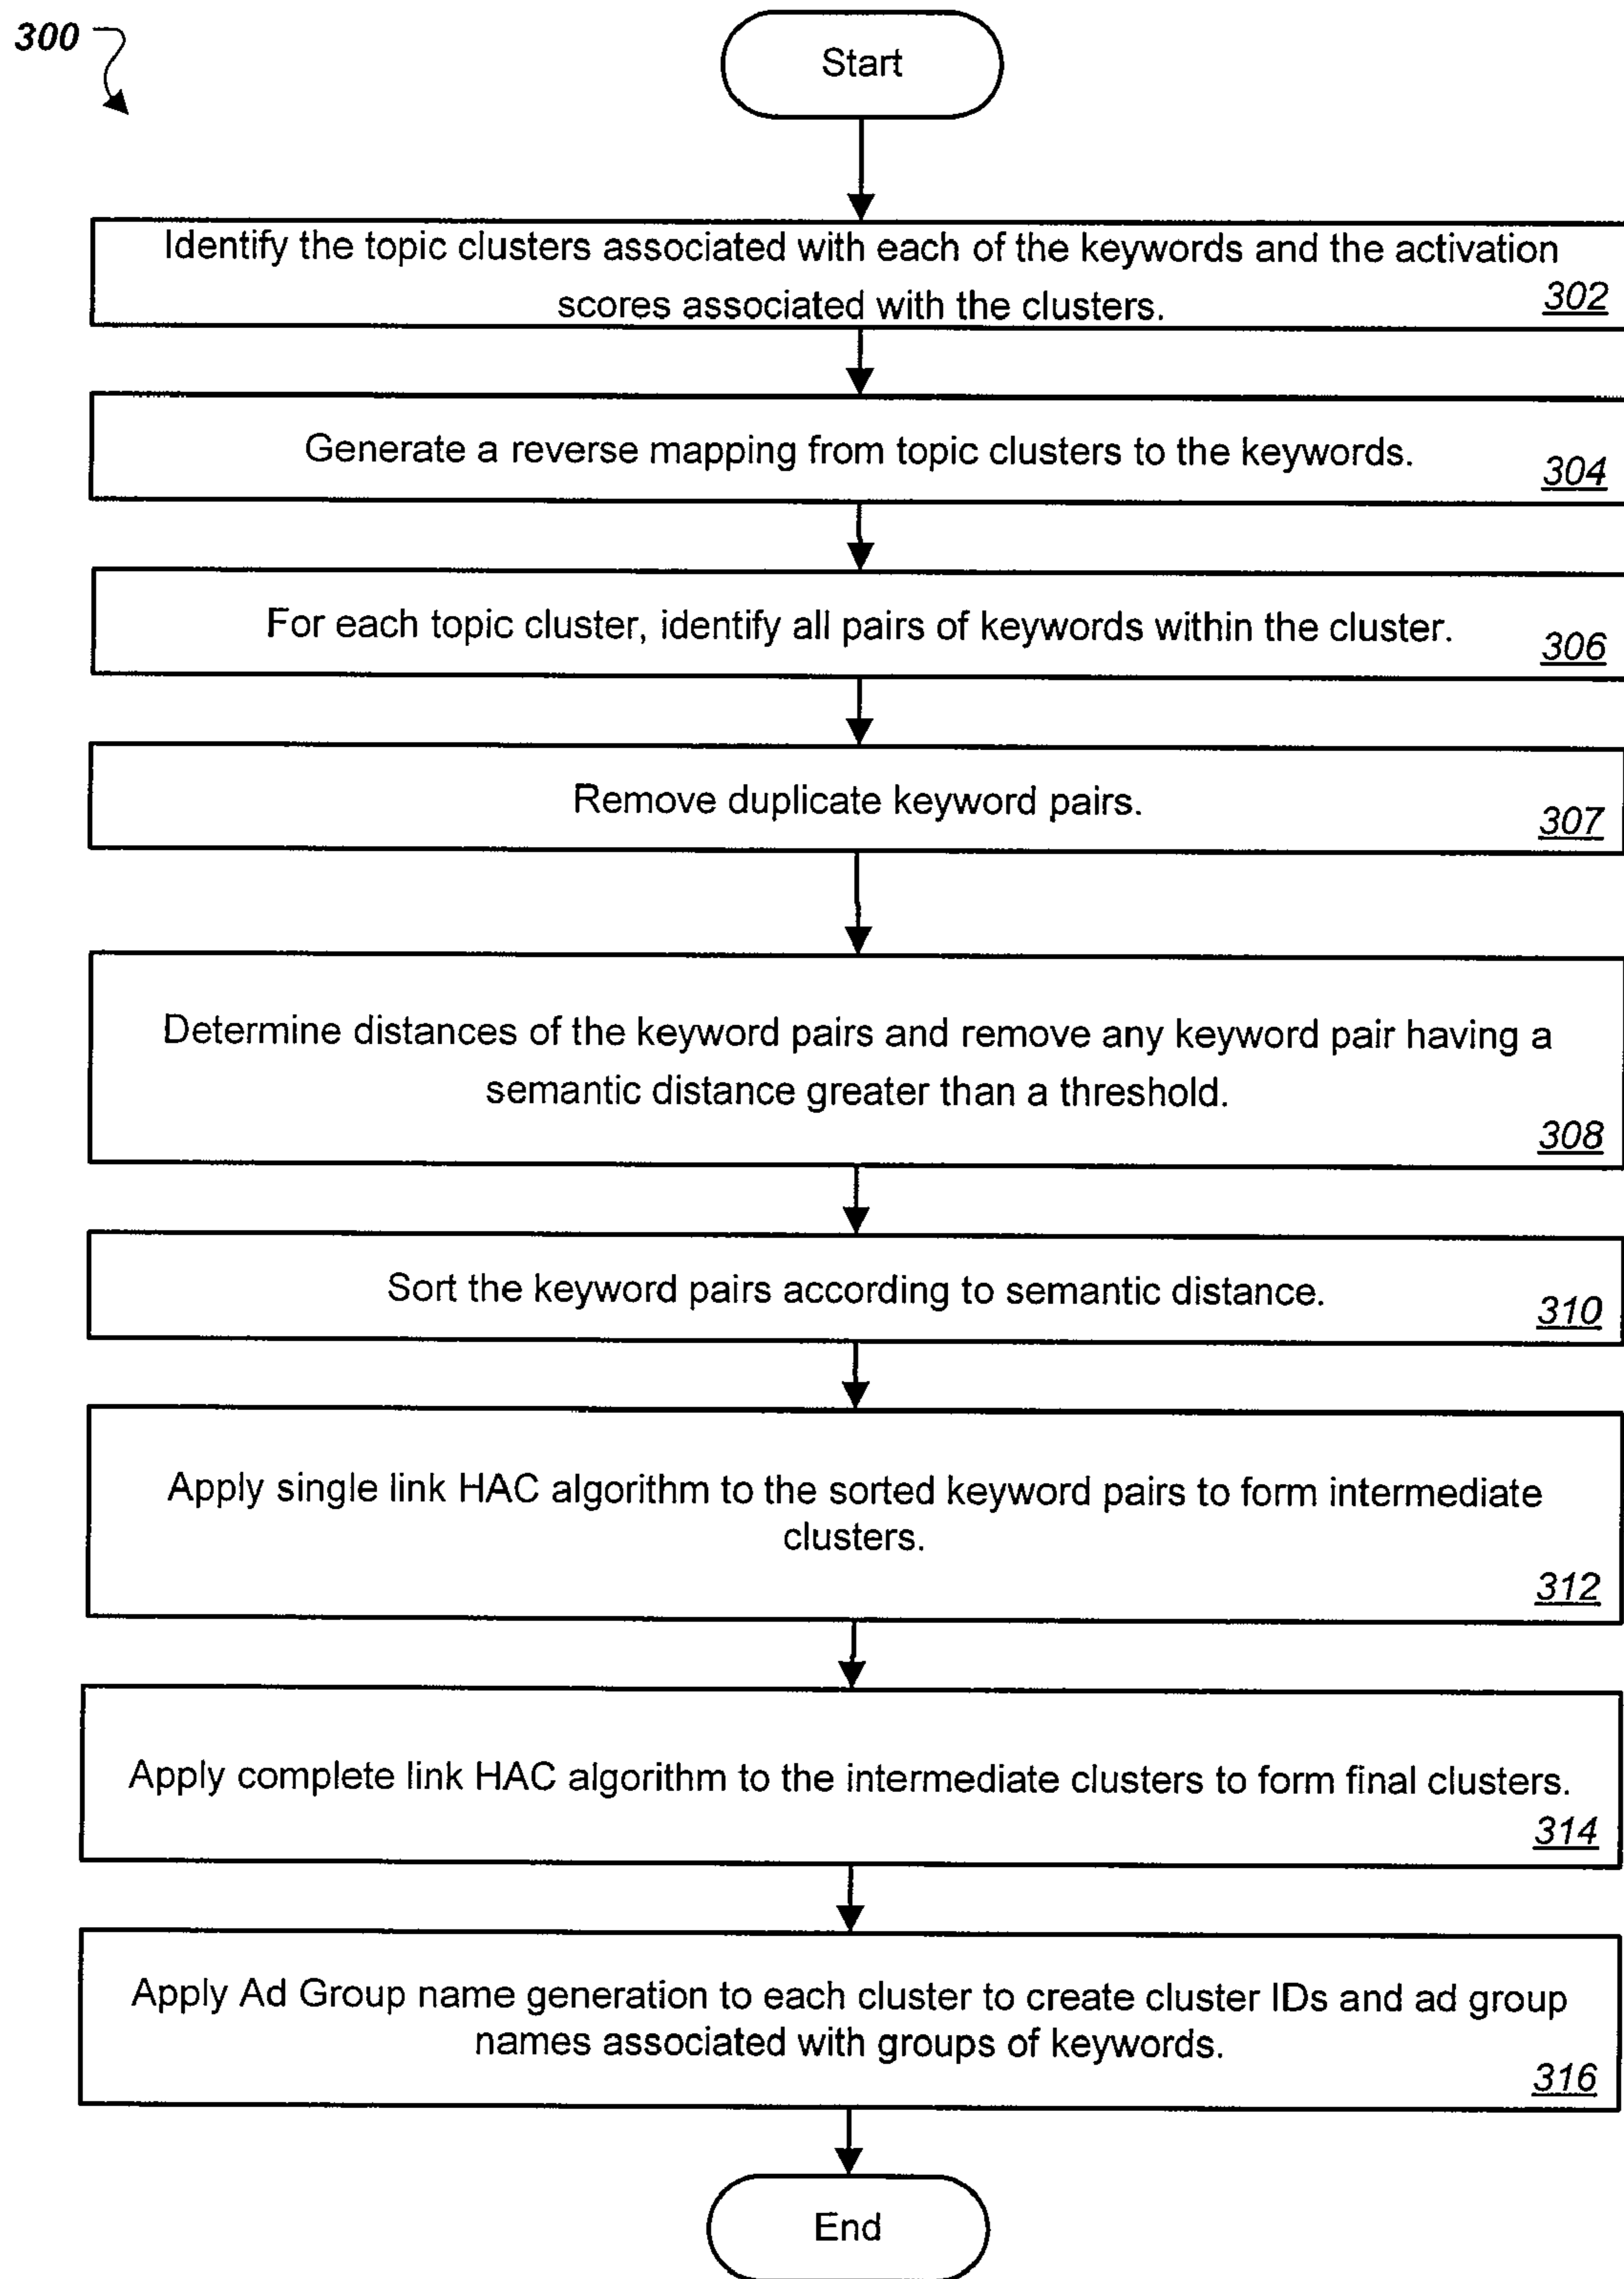 300
Start
Identify the topic clusters associated with each of the keywords and the activation
scores associated with the clusters.
302
Generate a reverse mapping from topic clusters to the keywords.
304
For each topic cluster, identify all pairs of keywords within the cluster.
306
Remove duplicate keyword pairs.
307
Determine distances of the keyword pairs and remove any keyword pair having a
semantic distance greater than a threshold.
308
Sort the keyword pairs according to semantic distance.
310
Apply single link HAC algorithm to the sorted keyword pairs to form intermediate
clusters.
312
Apply complete link HAC algorithm to the intermediate clusters to form final clusters.
314
Apply Ad Group name generation to each cluster to create cluster IDs and ad group
names associated with groups of keywords.
316
End